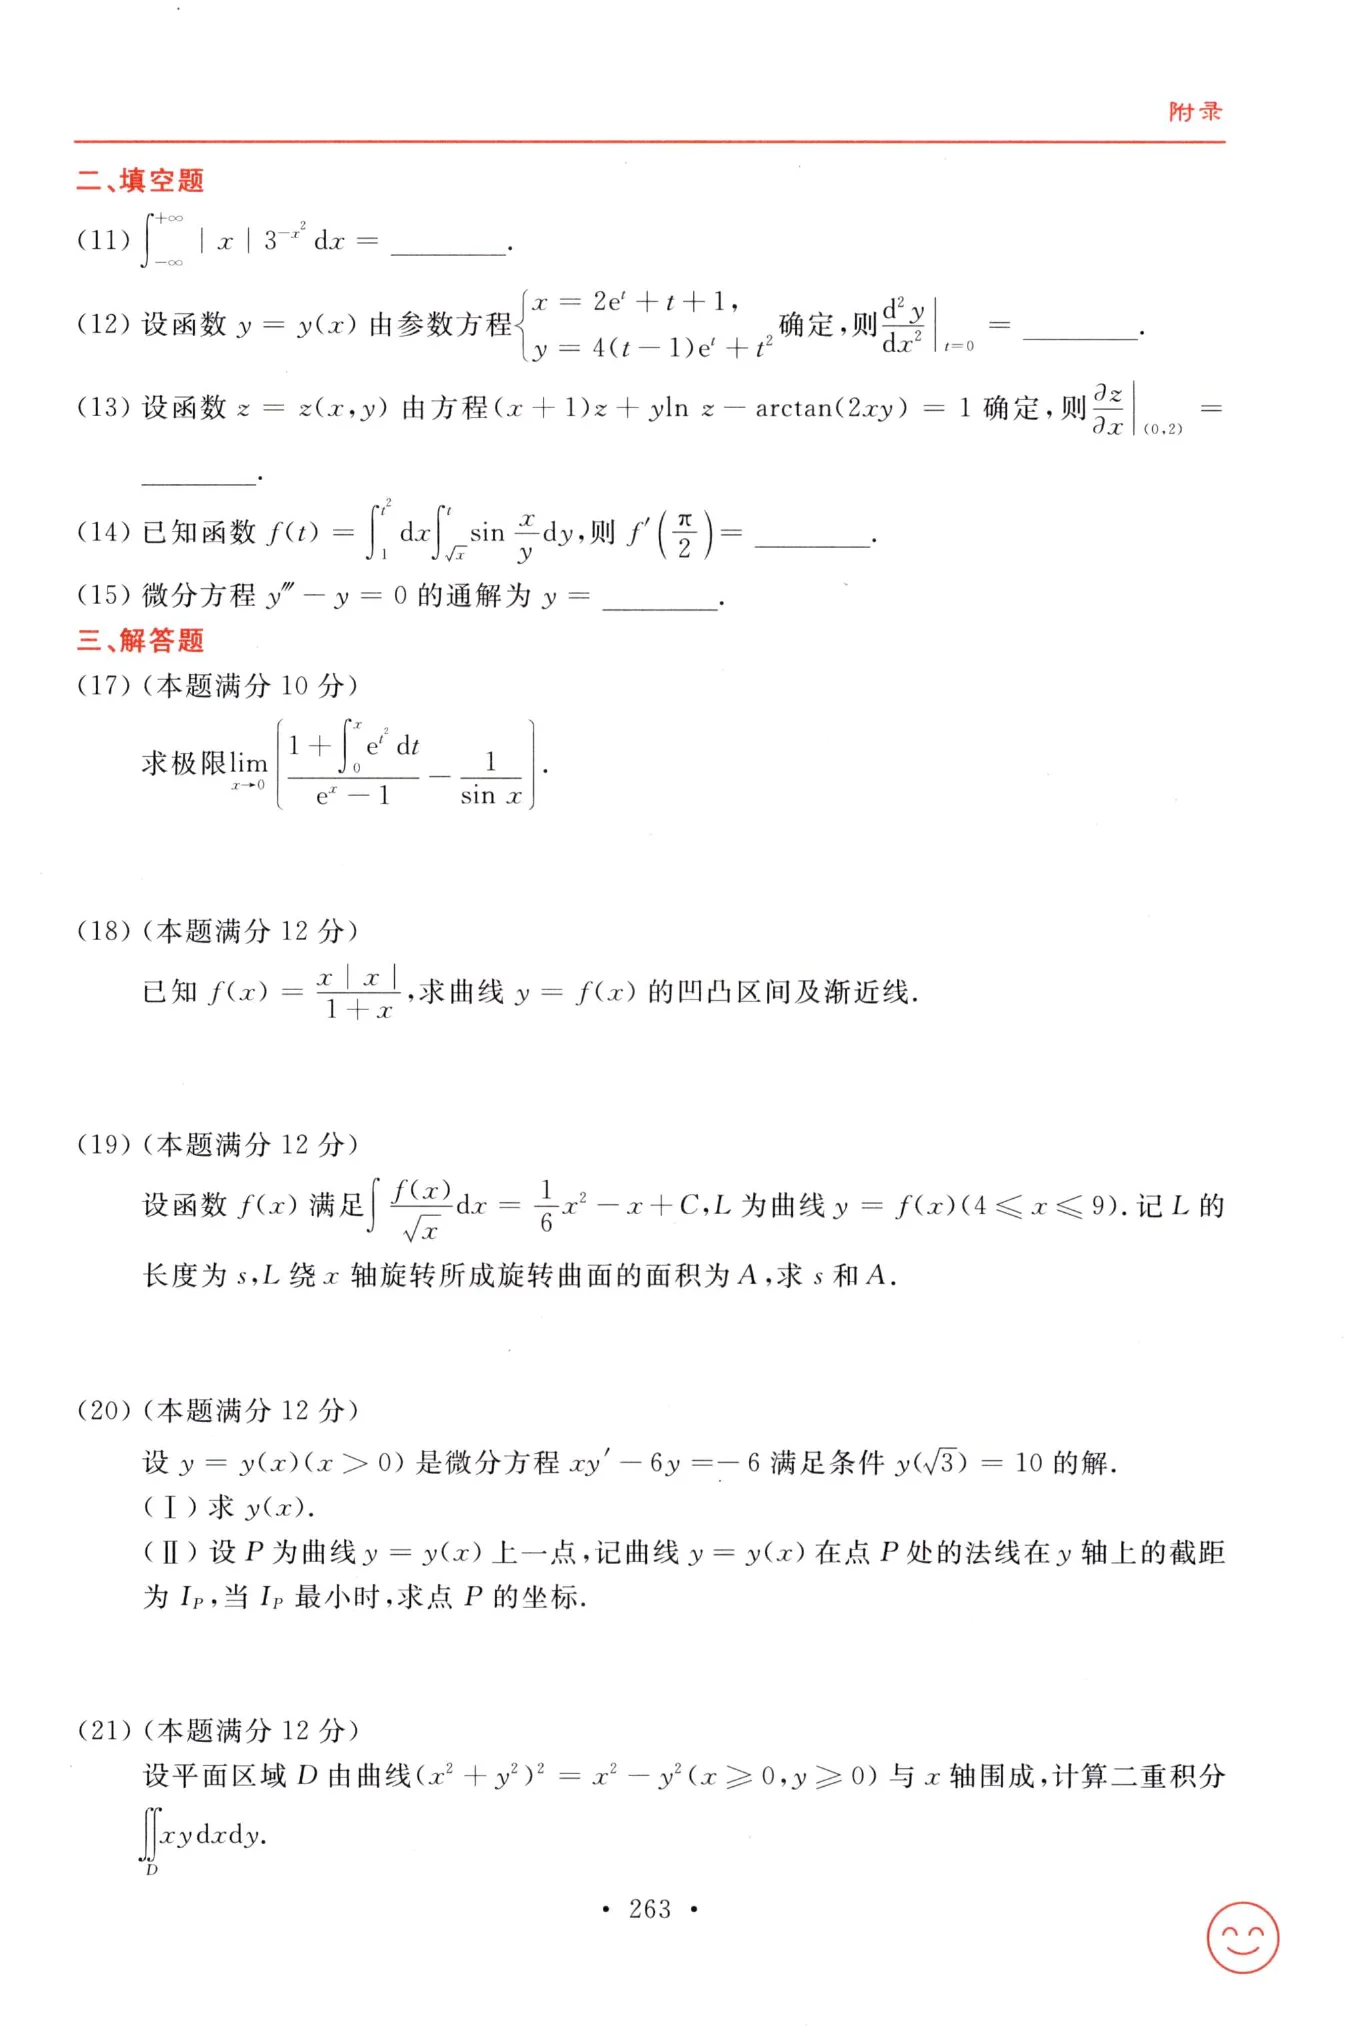 附录
二、填空题
(11) $\int_{-\infty}^{+\infty} |x| 3^{-x^2} dx =$ ________.
(12) 设函数 $y = y(x)$ 由参数方程 $\begin{cases} x = 2e^t + t + 1, \\ y = 4(t-1)e^t + t^2 \end{cases}$ 确定,则 $\left.\frac{d^2y}{dx^2}\right|_{t=0} =$ ________.
(13) 设函数 $z = z(x,y)$ 由方程 $(x+1)z + y\ln z - \arctan(2xy) = 1$ 确定,则 $\left.\frac{\partial z}{\partial x}\right|_{(0,2)} =$
________.
(14) 已知函数 $f(t) = \int_1^{t^2} dx \int_{\sqrt{x}}^{t} \sin\frac{x}{y} dy$,则 $f'\left(\frac{\pi}{2}\right) =$ ________.
(15) 微分方程 $y''' - y = 0$ 的通解为 $y =$ ________.
三、解答题
(17) (本题满分 10 分)
求极限 $\lim_{x \to 0} \left( \frac{1 + \int_0^x e^{t^2} dt}{e^x - 1} - \frac{1}{\sin x} \right)$.
(18) (本题满分 12 分)
已知 $f(x) = \frac{x|x|}{1+x}$,求曲线 $y = f(x)$ 的凹凸区间及渐近线.
(19) (本题满分 12 分)
设函数 $f(x)$ 满足 $\int \frac{f(x)}{\sqrt{x}} dx = \frac{1}{6}x^2 - x + C$,$L$ 为曲线 $y = f(x)(4 \leqslant x \leqslant 9)$.记 $L$ 的
长度为 $s$,$L$ 绕 $x$ 轴旋转所成旋转曲面的面积为 $A$,求 $s$ 和 $A$.
(20) (本题满分 12 分)
设 $y = y(x)(x > 0)$ 是微分方程 $xy' - 6y = -6$ 满足条件 $y(\sqrt{3}) = 10$ 的解.
(Ⅰ) 求 $y(x)$.
(Ⅱ) 设 $P$ 为曲线 $y = y(x)$ 上一点,记曲线 $y = y(x)$ 在点 $P$ 处的法线在 $y$ 轴上的截距
为 $I_P$,当 $I_P$ 最小时,求点 $P$ 的坐标.
(21) (本题满分 12 分)
设平面区域 $D$ 由曲线 $(x^2 + y^2)^2 = x^2 - y^2 (x \geqslant 0, y \geqslant 0)$ 与 $x$ 轴围成,计算二重积分
$\iint_D xy dxdy$.
· 263 ·